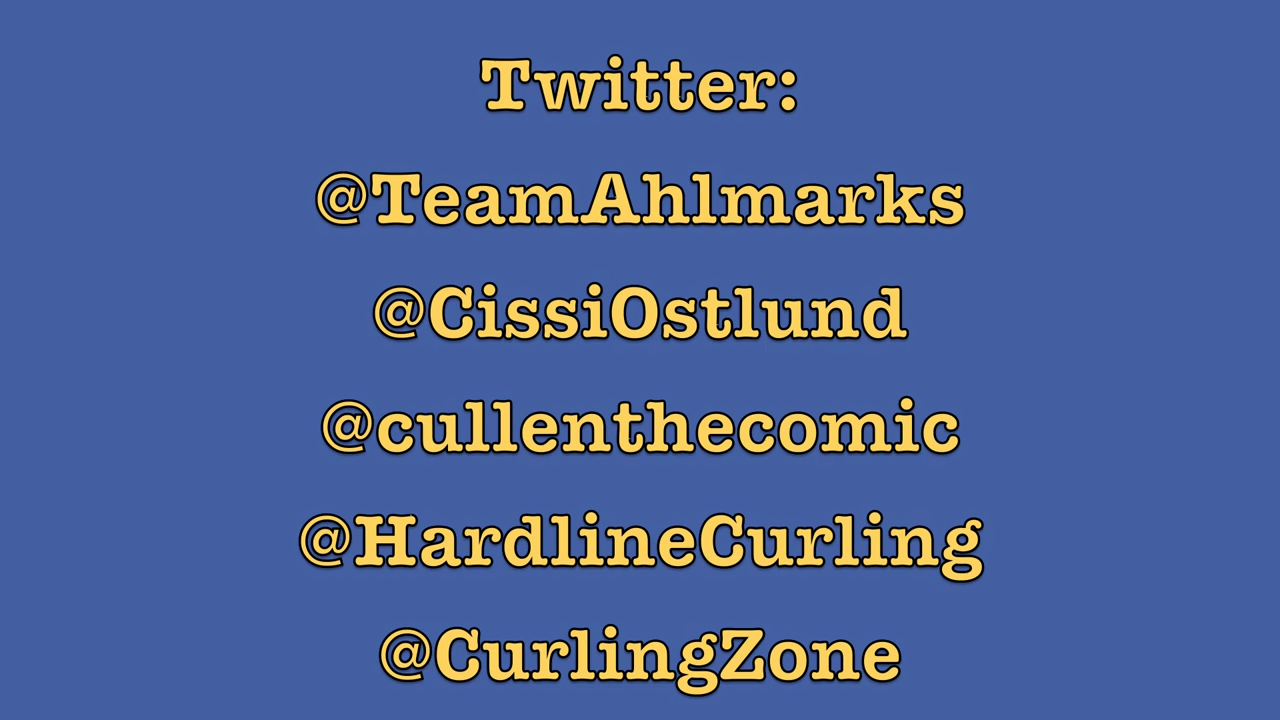 Twitter:
@TeamAhlmarks
@CissiOstlund
@cullenthecomic
@HardlineCurling
@CurlingZone